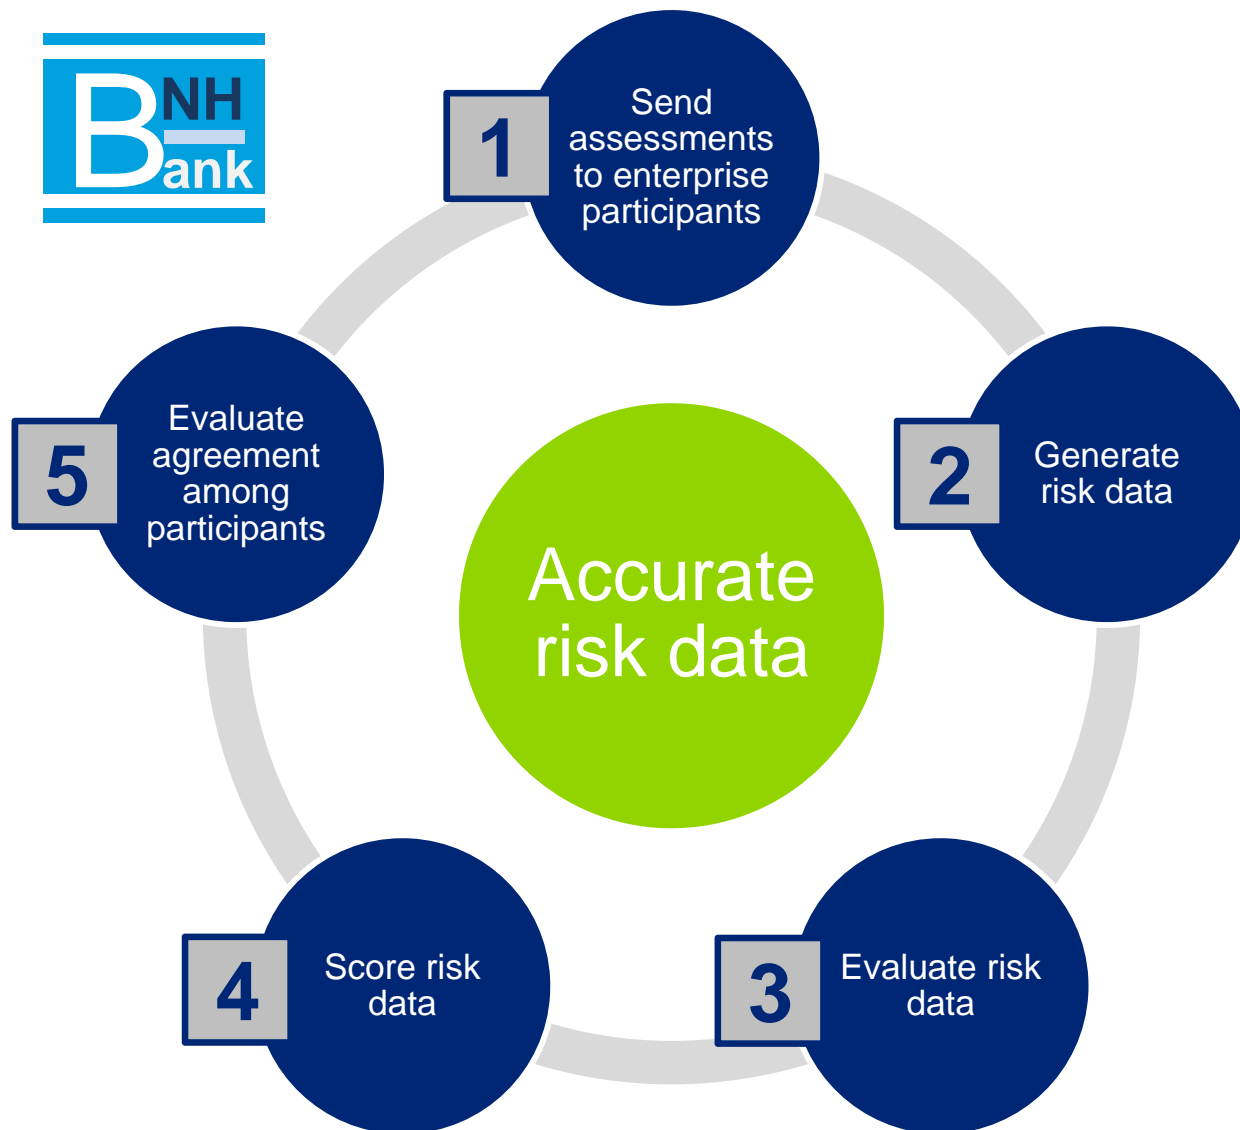 BNH
ank
1
Send
assessments
to enterprise
participants
2
Generate
risk data
3
Evaluate risk
data
4
Score risk
data
5
Evaluate
agreement
among
participants
Accurate
risk data